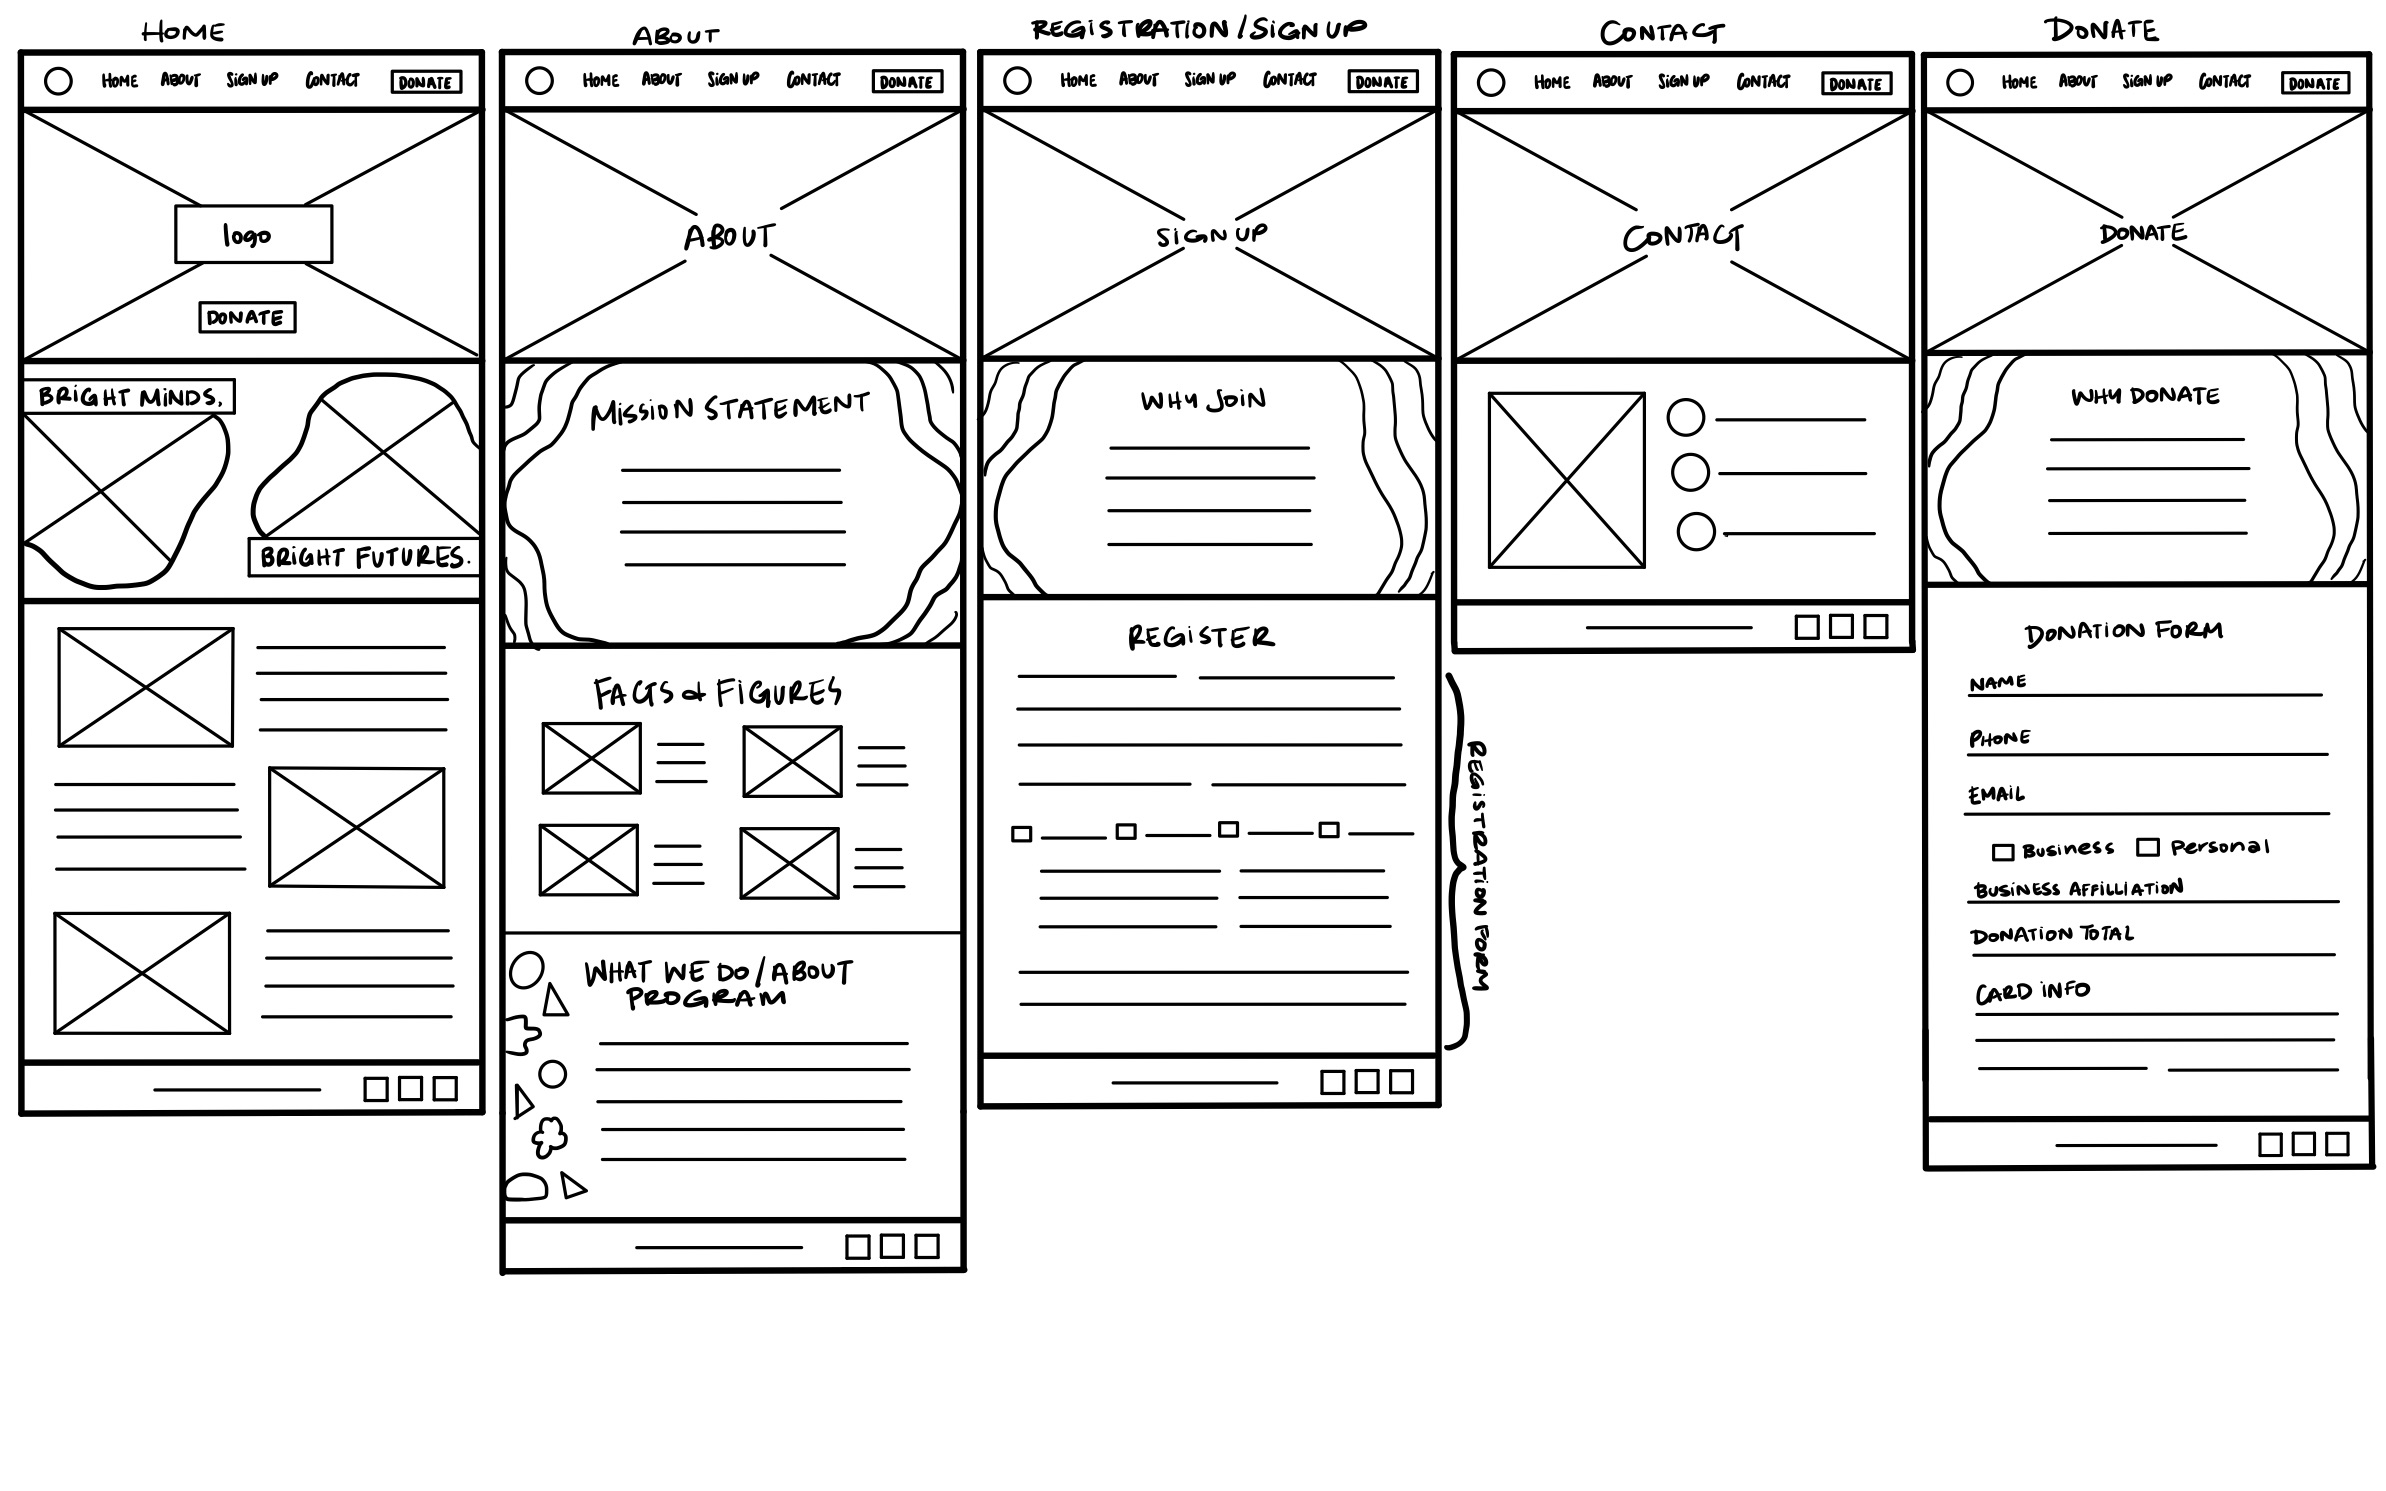 HOME
HOME ABOUT SIGN UP CONTACT DONATE
logo
DONATE
BRIGHT MINDS.
BRIGHT FUTURES.
ABOUT
HOME ABOUT SIGN UP CONTACT DONATE
ABOUT
MISSION STATEMENT
FACTS & FIGURES
WHAT WE DO/ABOUT
PROGRAM
REGISTRATION/SIGN UP
HOME ABOUT SIGN UP CONTACT DONATE
SIGN UP
WHY JOIN
REGISTER
REGISTRATION FORM
CONTACT
HOME ABOUT SIGN UP CONTACT DONATE
CONTACT
DONATE
HOME ABOUT SIGN UP CONTACT DONATE
DONATE
WHY DONATE
DONATION FORM
NAME
PHONE
EMAIL
Business Personal
BUSINESS AFFILLIATION
DONATION TOTAL
CARD INFO